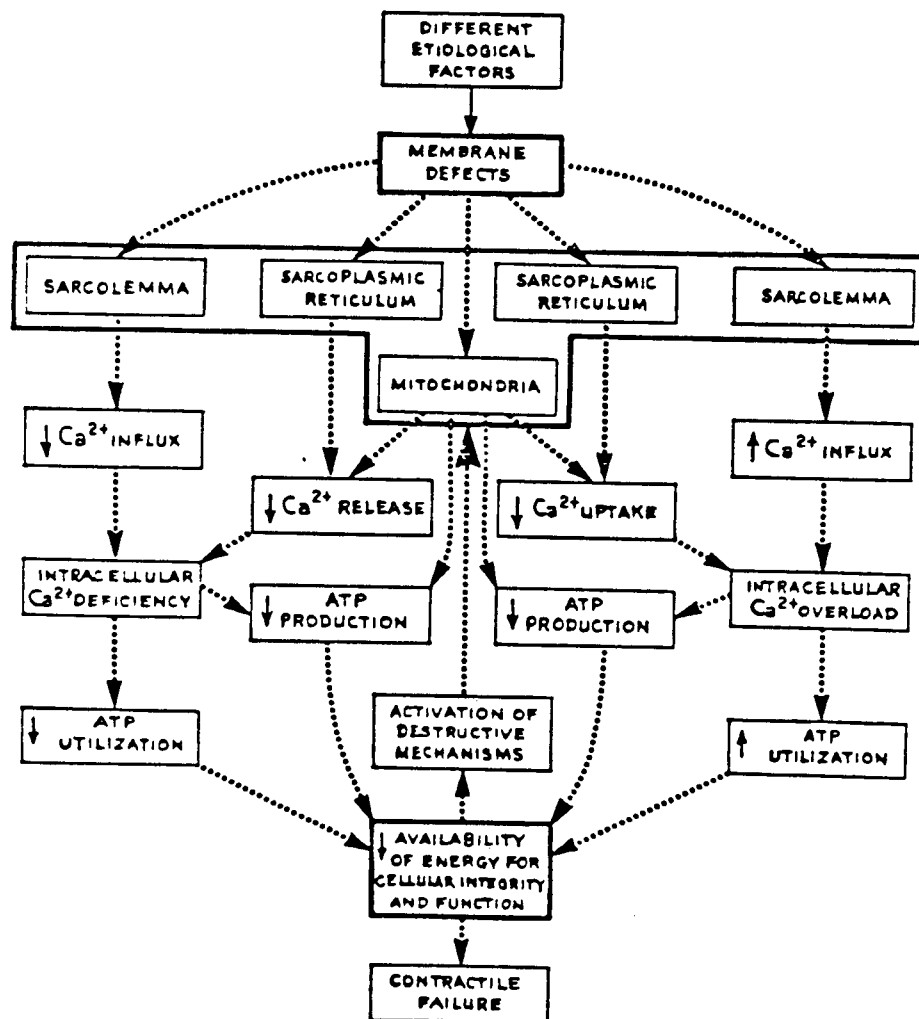 DIFFERENT
ETIOLOGICAL
FACTORS
MEMBRANE
DEFECTS
SARCOLEMMA
SARCOPLASMIC
RETICULUM
SARCOPLASMIC
RETICULUM
SARCOLEMMA
MITOCHONDRIA
↓ Ca²⁺ INFLUX
↑ Ca²⁺ INFLUX
↓ Ca²⁺ RELEASE
↓ Ca²⁺ UPTAKE
INTRACELLULAR
Ca²⁺ DEFICIENCY
↓ ATP
PRODUCTION
↓ ATP
PRODUCTION
INTRACELLULAR
Ca²⁺ OVERLOAD
↓ ATP
UTILIZATION
ACTIVATION OF
DESTRUCTIVE
MECHANISMS
↑ ATP
UTILIZATION
↓ AVAILABILITY
OF ENERGY FOR
CELLULAR INTEGRITY
AND FUNCTION
CONTRACTILE
FAILURE